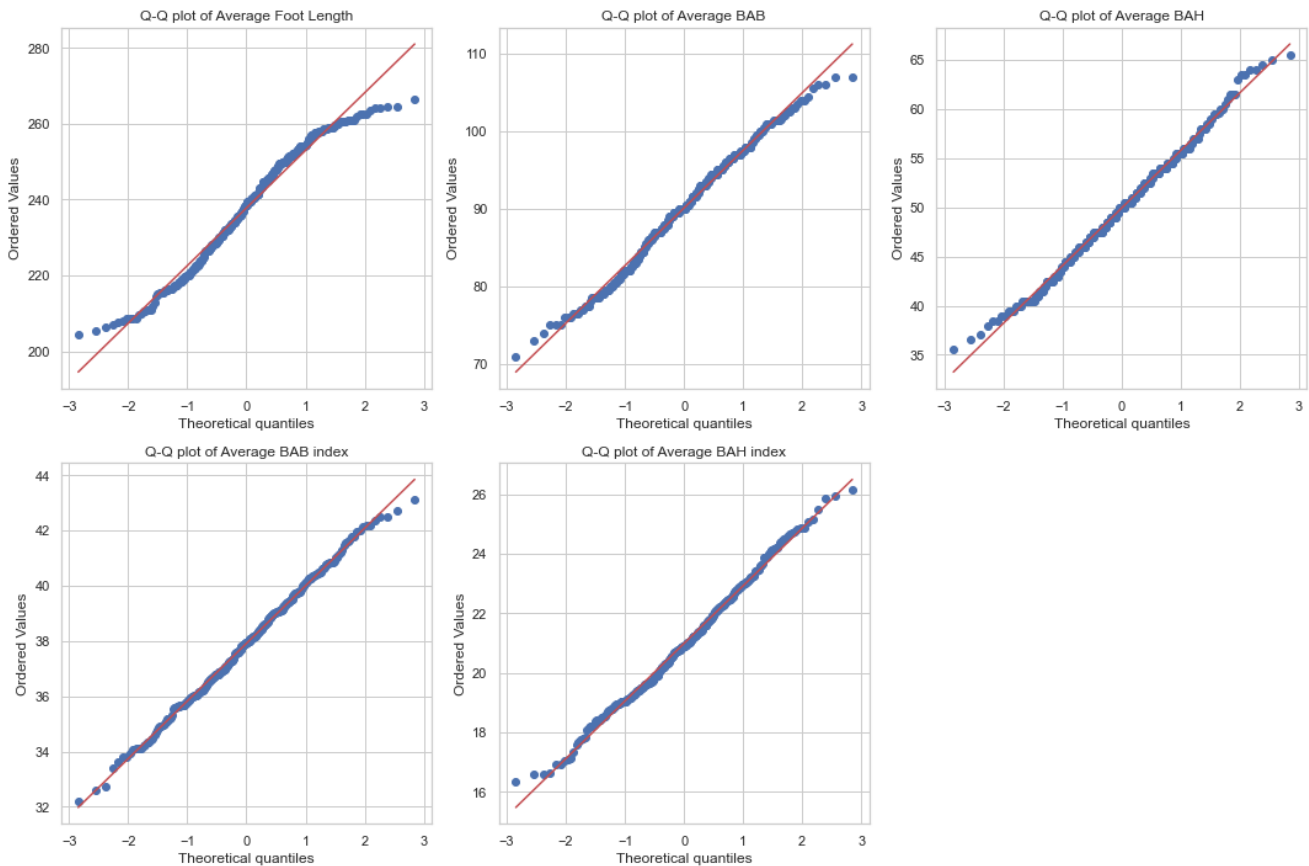 Q-Q plot of Average Foot Length
280
260
240
220
200
Ordered Values
−3 −2 −1 0 1 2 3
Theoretical quantiles
Q-Q plot of Average BAB
110
100
90
80
70
Ordered Values
−3 −2 −1 0 1 2 3
Theoretical quantiles
Q-Q plot of Average BAH
65
60
55
50
45
40
35
Ordered Values
−3 −2 −1 0 1 2 3
Theoretical quantiles
Q-Q plot of Average BAB index
44
42
40
38
36
34
32
Ordered Values
−3 −2 −1 0 1 2 3
Theoretical quantiles
Q-Q plot of Average BAH index
26
24
22
20
18
16
Ordered Values
−3 −2 −1 0 1 2 3
Theoretical quantiles